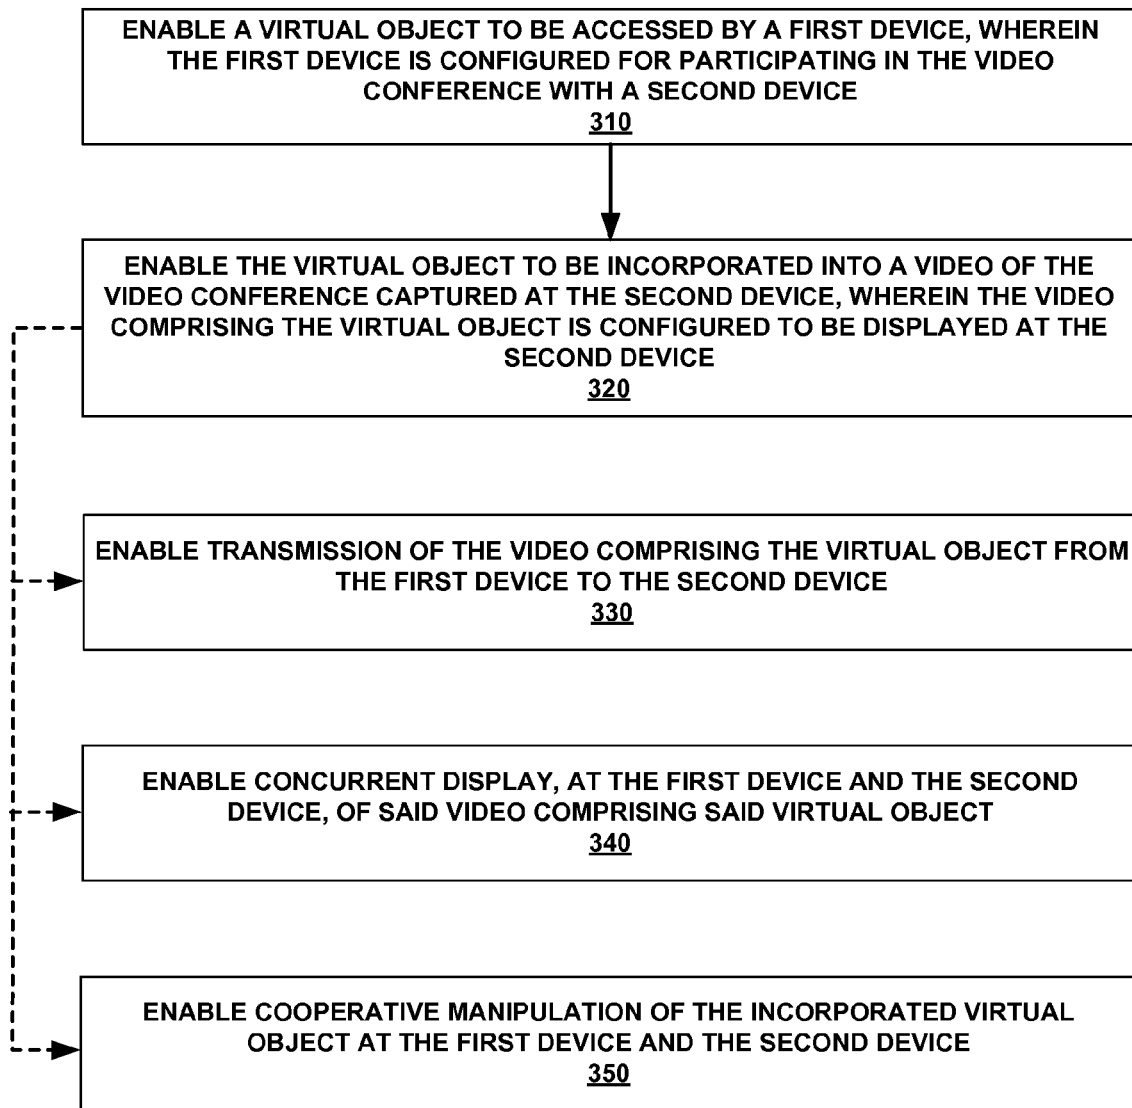 ENABLE A VIRTUAL OBJECT TO BE ACCESSED BY A FIRST DEVICE, WHEREIN
THE FIRST DEVICE IS CONFIGURED FOR PARTICIPATING IN THE VIDEO
CONFERENCE WITH A SECOND DEVICE
310
ENABLE THE VIRTUAL OBJECT TO BE INCORPORATED INTO A VIDEO OF THE
VIDEO CONFERENCE CAPTURED AT THE SECOND DEVICE, WHEREIN THE VIDEO
COMPRISING THE VIRTUAL OBJECT IS CONFIGURED TO BE DISPLAYED AT THE
SECOND DEVICE
320
ENABLE TRANSMISSION OF THE VIDEO COMPRISING THE VIRTUAL OBJECT FROM
THE FIRST DEVICE TO THE SECOND DEVICE
330
ENABLE CONCURRENT DISPLAY, AT THE FIRST DEVICE AND THE SECOND
DEVICE, OF SAID VIDEO COMPRISING SAID VIRTUAL OBJECT
340
ENABLE COOPERATIVE MANIPULATION OF THE INCORPORATED VIRTUAL
OBJECT AT THE FIRST DEVICE AND THE SECOND DEVICE
350